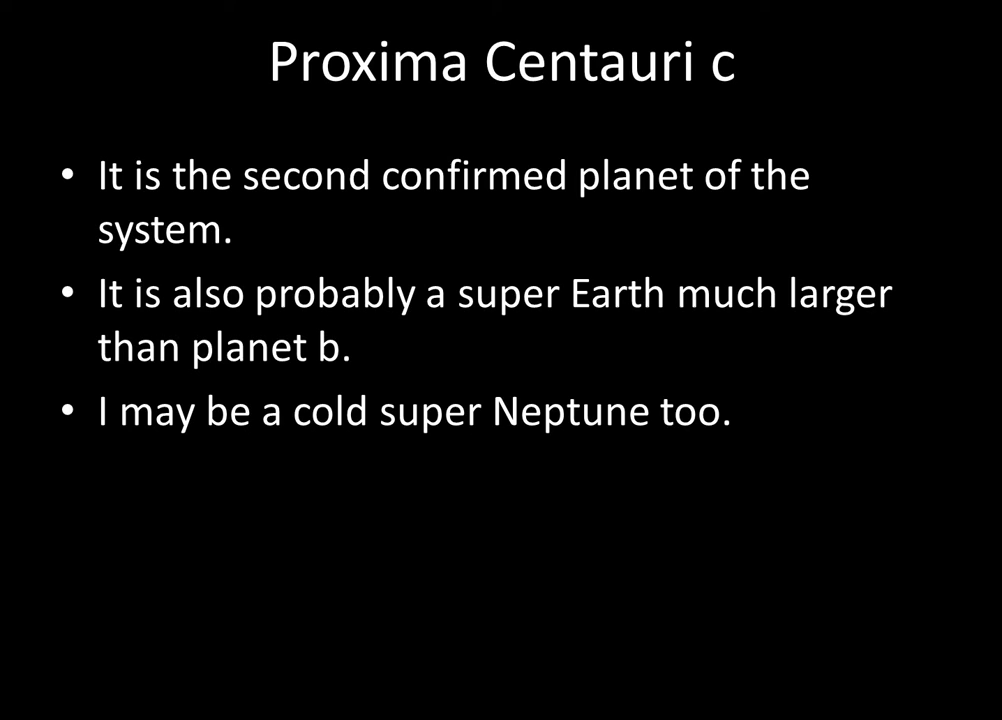 Proxima Centauri c
• It is the second confirmed planet of the
system.
• It is also probably a super Earth much larger
than planet b.
• I may be a cold super Neptune too.